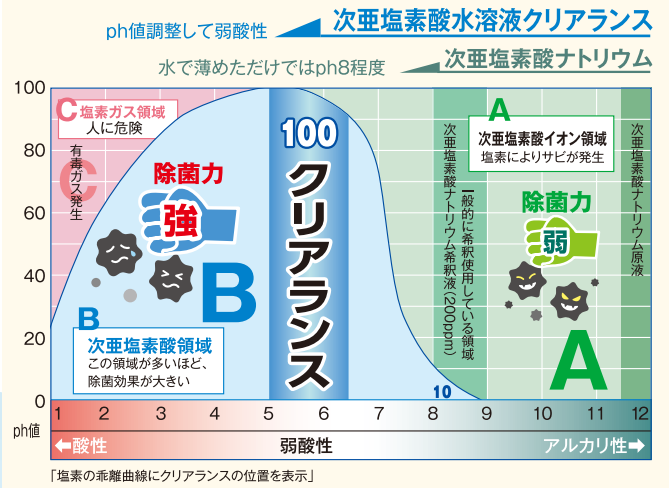 ph値調整して弱酸性
次亜塩素酸水溶液クリアランス
水で薄めただけではph8程度
次亜塩素酸ナトリウム
100
80
60
40
20
0
C 塩素ガス領域
人に危険
有毒ガス発生
C
除菌力
強
B
B
次亜塩素酸領域
この領域が多いほど、
除菌効果が大きい
100
クリアランス
次亜塩素酸ナトリウム希釈液(200ppm)
一般的に希釈使用している領域
A
次亜塩素酸イオン領域
塩素によりサビが発生
除菌力
弱
A
次亜塩素酸ナトリウム原液
10
ph値
1 2 3 4 5 6 7 8 9 10 11 12
←酸性
弱酸性
アルカリ性→
「塩素の乖離曲線にクリアランスの位置を表示」